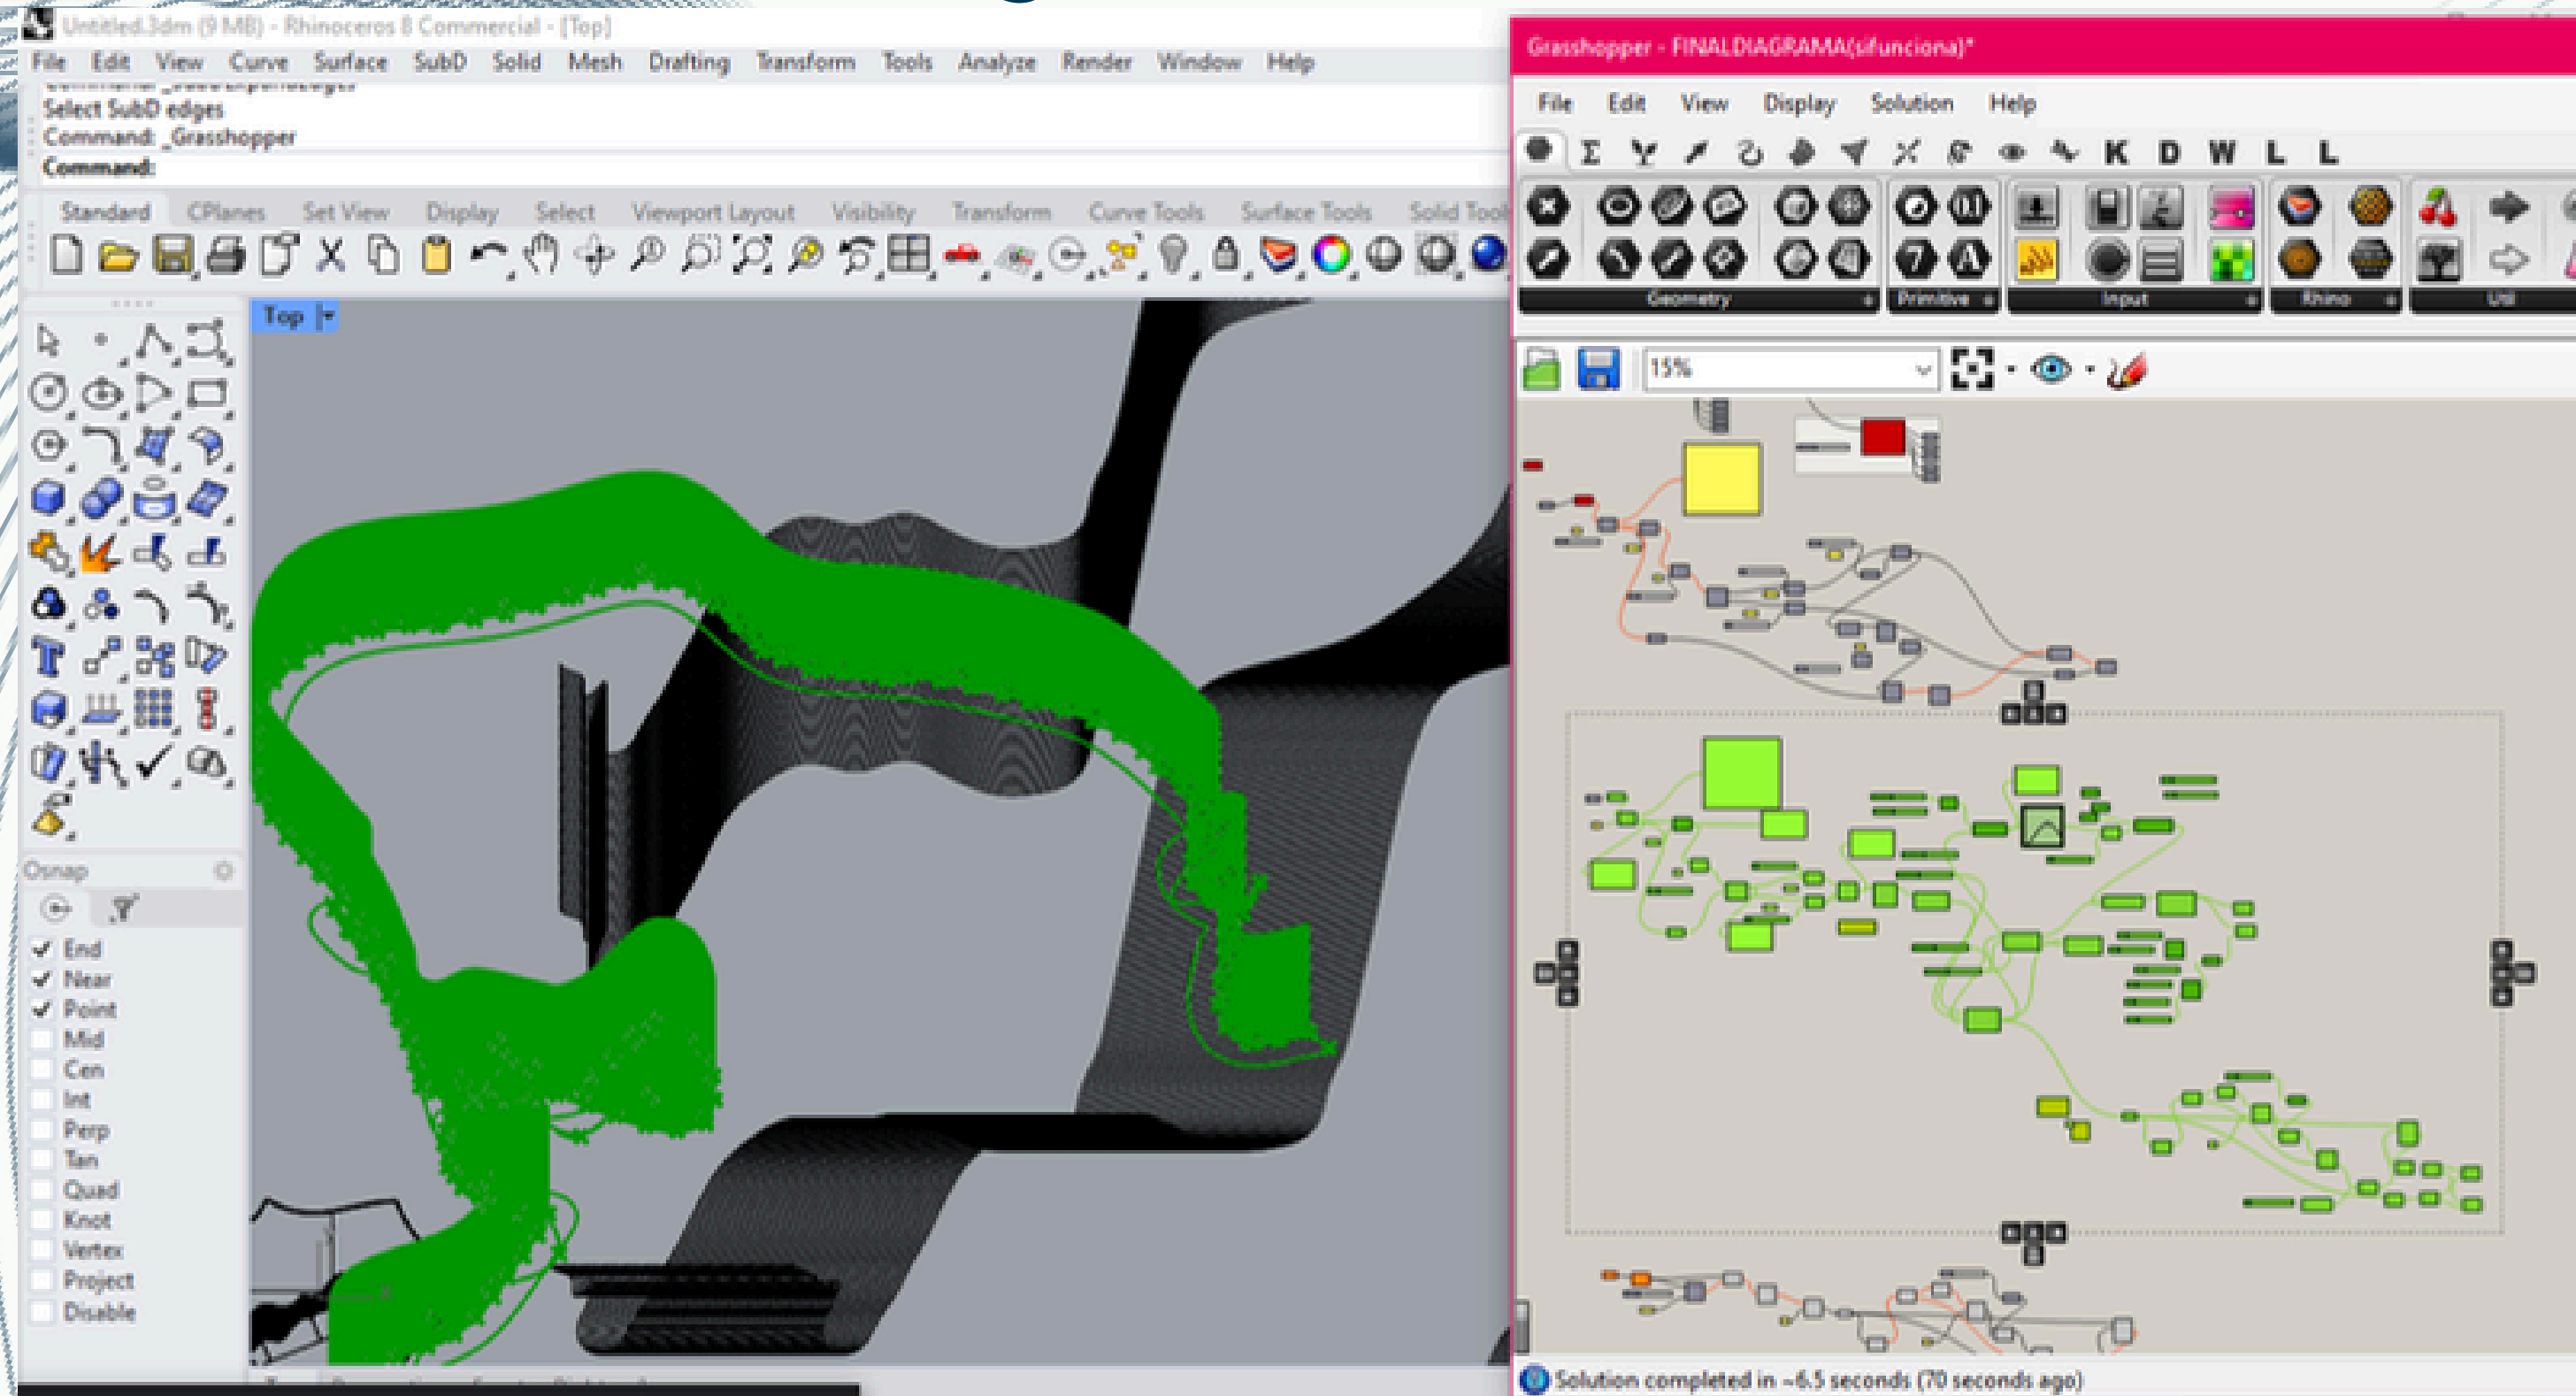 Untitled.3dm (9 MB) - Rhinoceros 8 Commercial - [Top]
File Edit View Curve Surface SubD Solid Mesh Drafting Transform Tools Analyze Render Window Help
Select SubD edges
Command: _Grasshopper
Command:
Standard CPlanes Set View Display Select Viewport Layout Visibility Transform Curve Tools Surface Tools Solid Tool
Top
Osnap
End
Near
Point
Mid
Cen
Int
Perp
Tan
Quad
Knot
Vertex
Project
Disable
Grasshopper - FINALDIAGRAMA(sifunciona)*
File Edit View Display Solution Help
K D W L L
Geometry Primitive Input Rhino Util
15%
Solution completed in ~6.5 seconds (70 seconds ago)